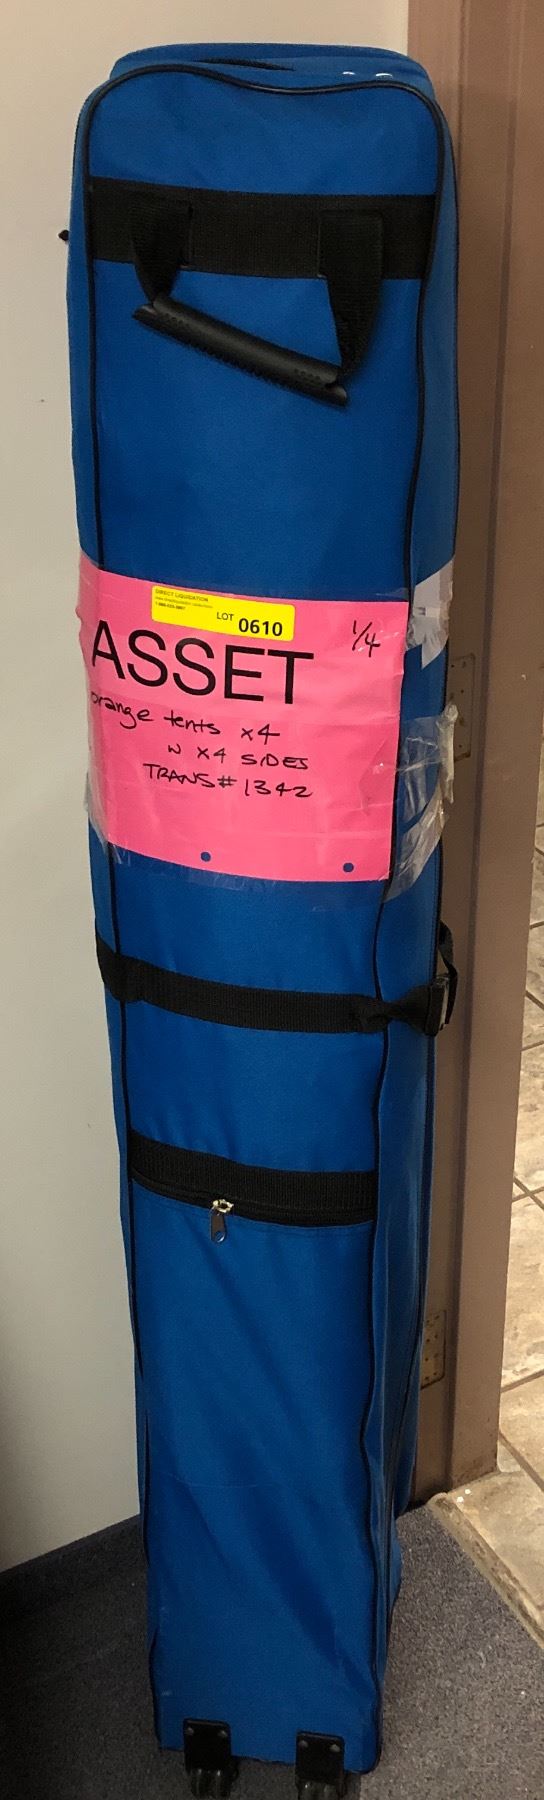 DIRECT LIQUIDATION
LOT 0610
1/4
ASSET
orange tents x4
w x4 SIDES
TRANS# 1342